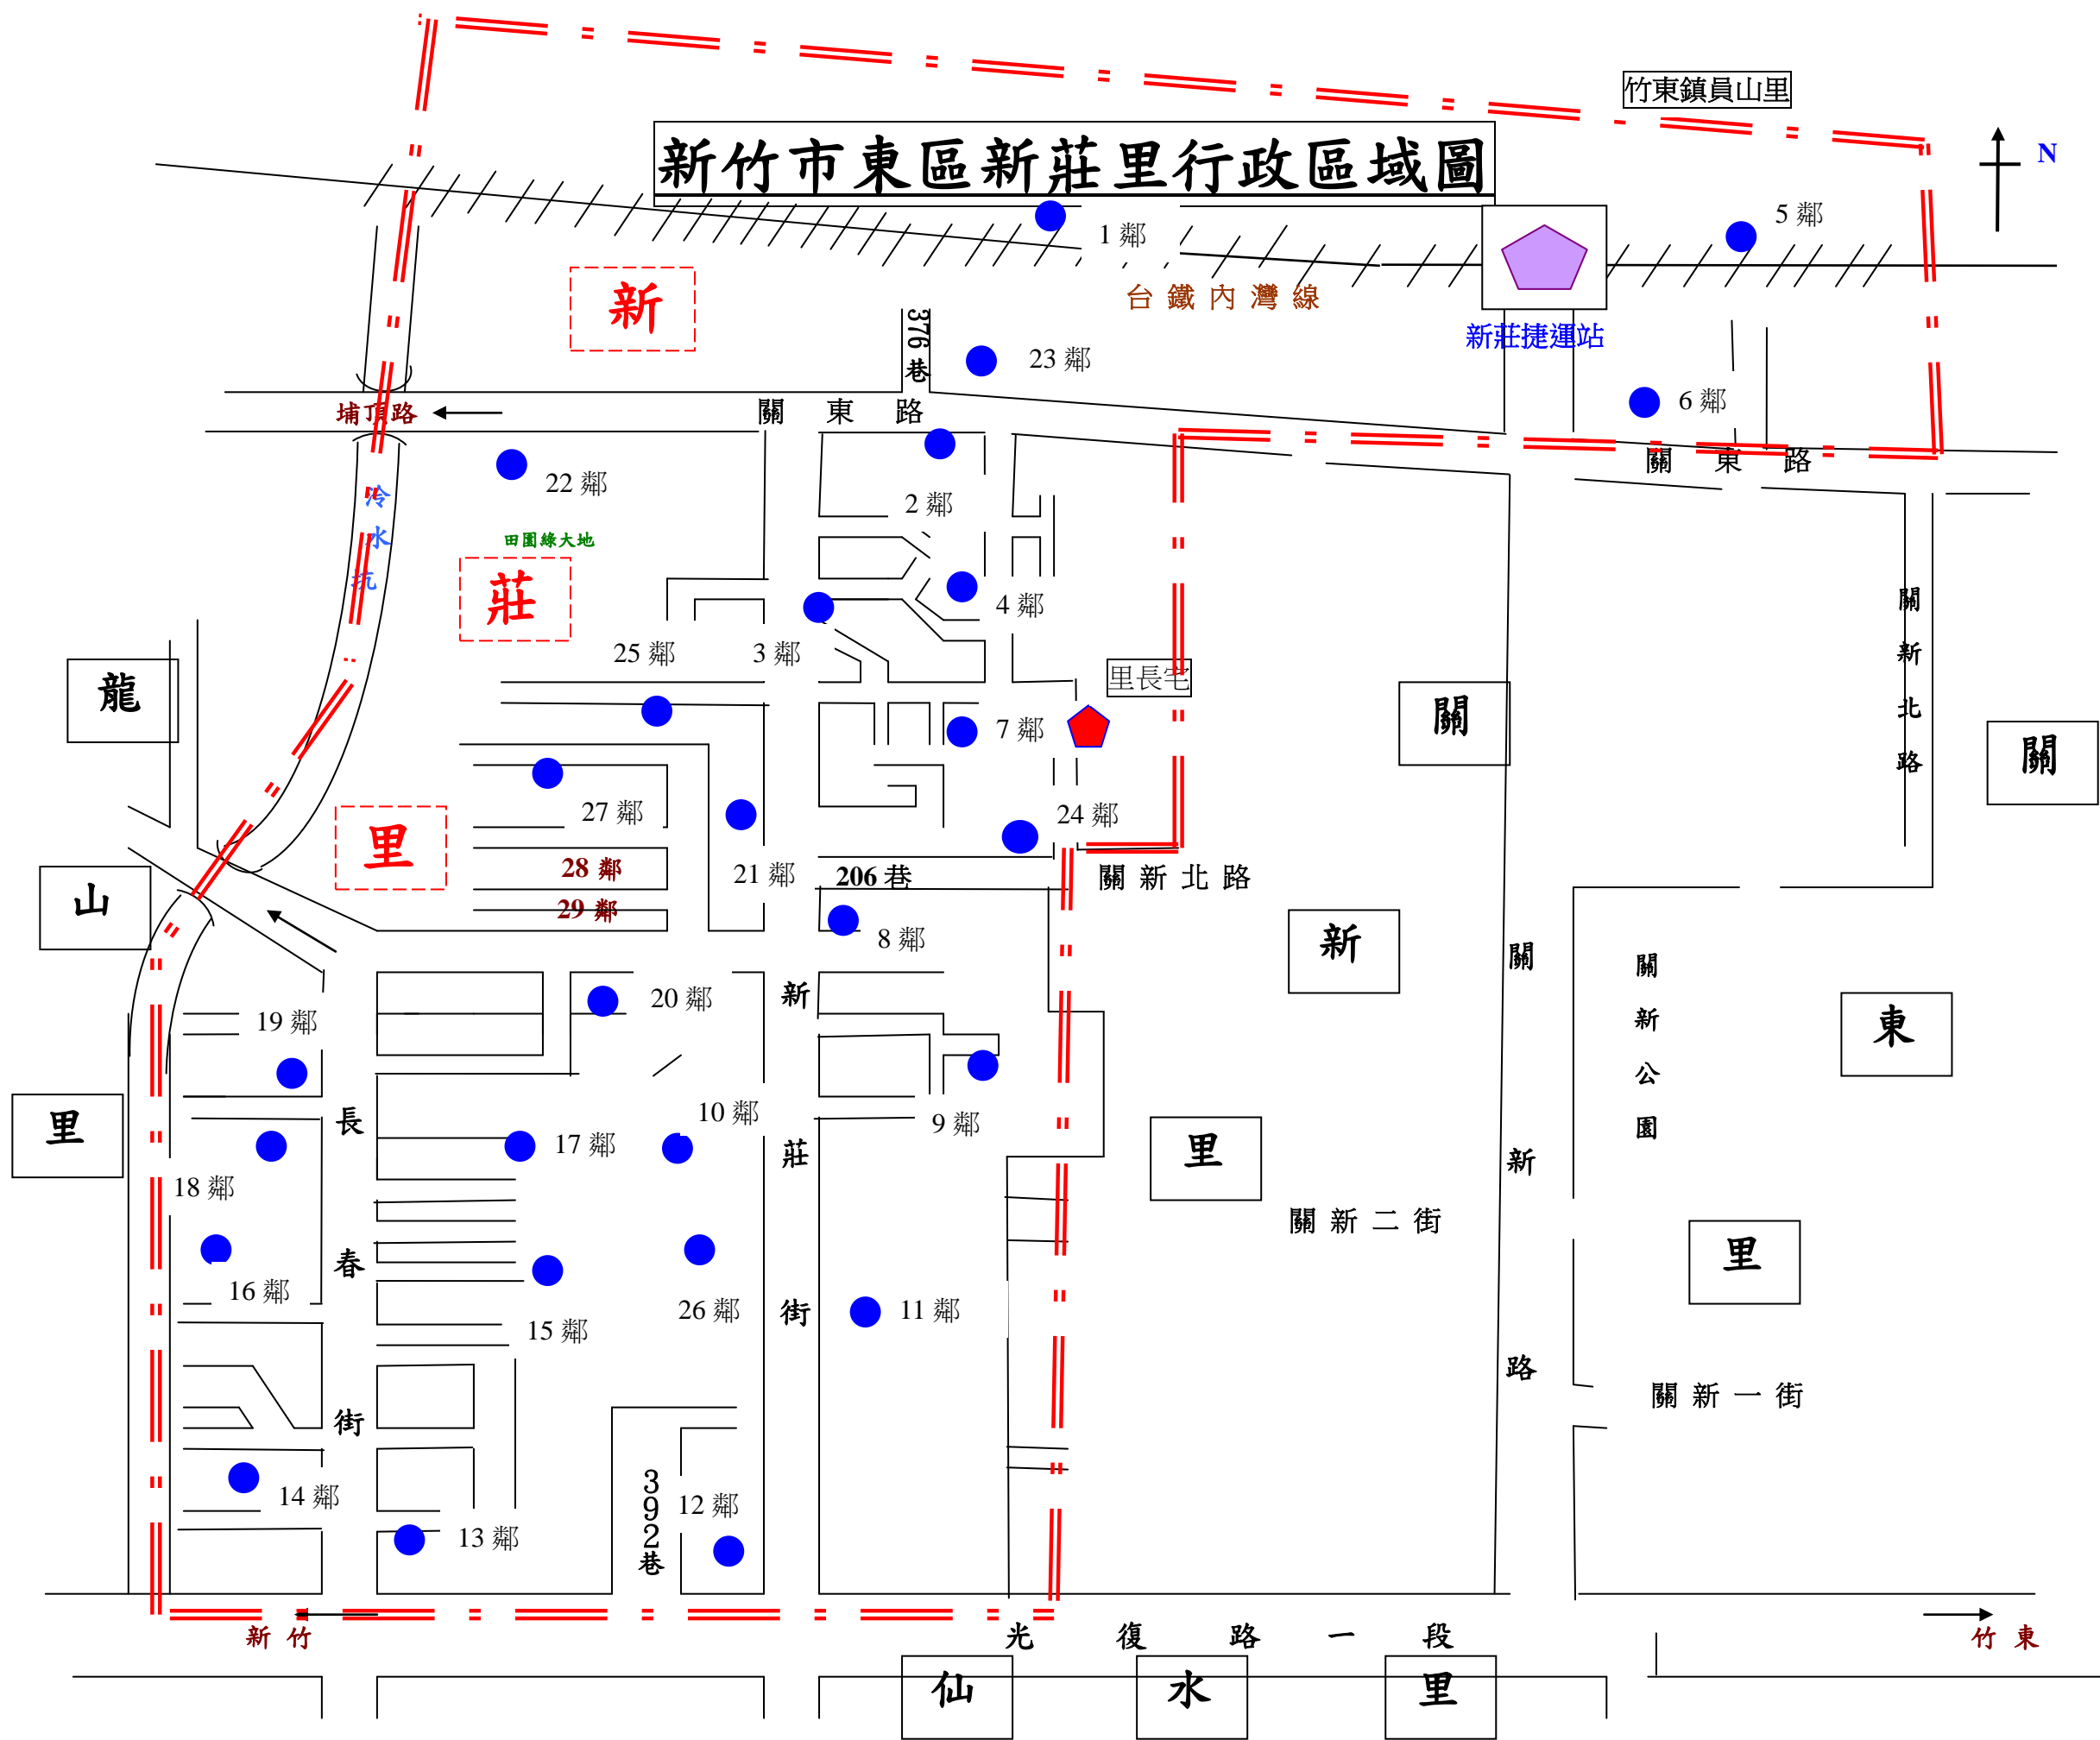 竹東鎮員山里
新竹市東區新莊里行政區域圖
N
5 鄰
1 鄰
台鐵內灣線
新
376巷
新莊捷運站
23 鄰
6 鄰
埔頂路
關東路
關東路
22 鄰
2 鄰
冷水坑
田園綠大地
莊
4 鄰
關新北路
25 鄰
3 鄰
里長宅
龍
7 鄰
關
關
27 鄰
24 鄰
里
28 鄰
21 鄰
206 巷
關新北路
山
29 鄰
8 鄰
新
關新路
關新公園
20 鄰
新莊街
19 鄰
東
10 鄰
9 鄰
里
長春街
17 鄰
里
18 鄰
關新二街
里
16 鄰
26 鄰
11 鄰
15 鄰
關新一街
14 鄰
392巷
12 鄰
13 鄰
新竹
光復路一段
竹東
仙
水
里